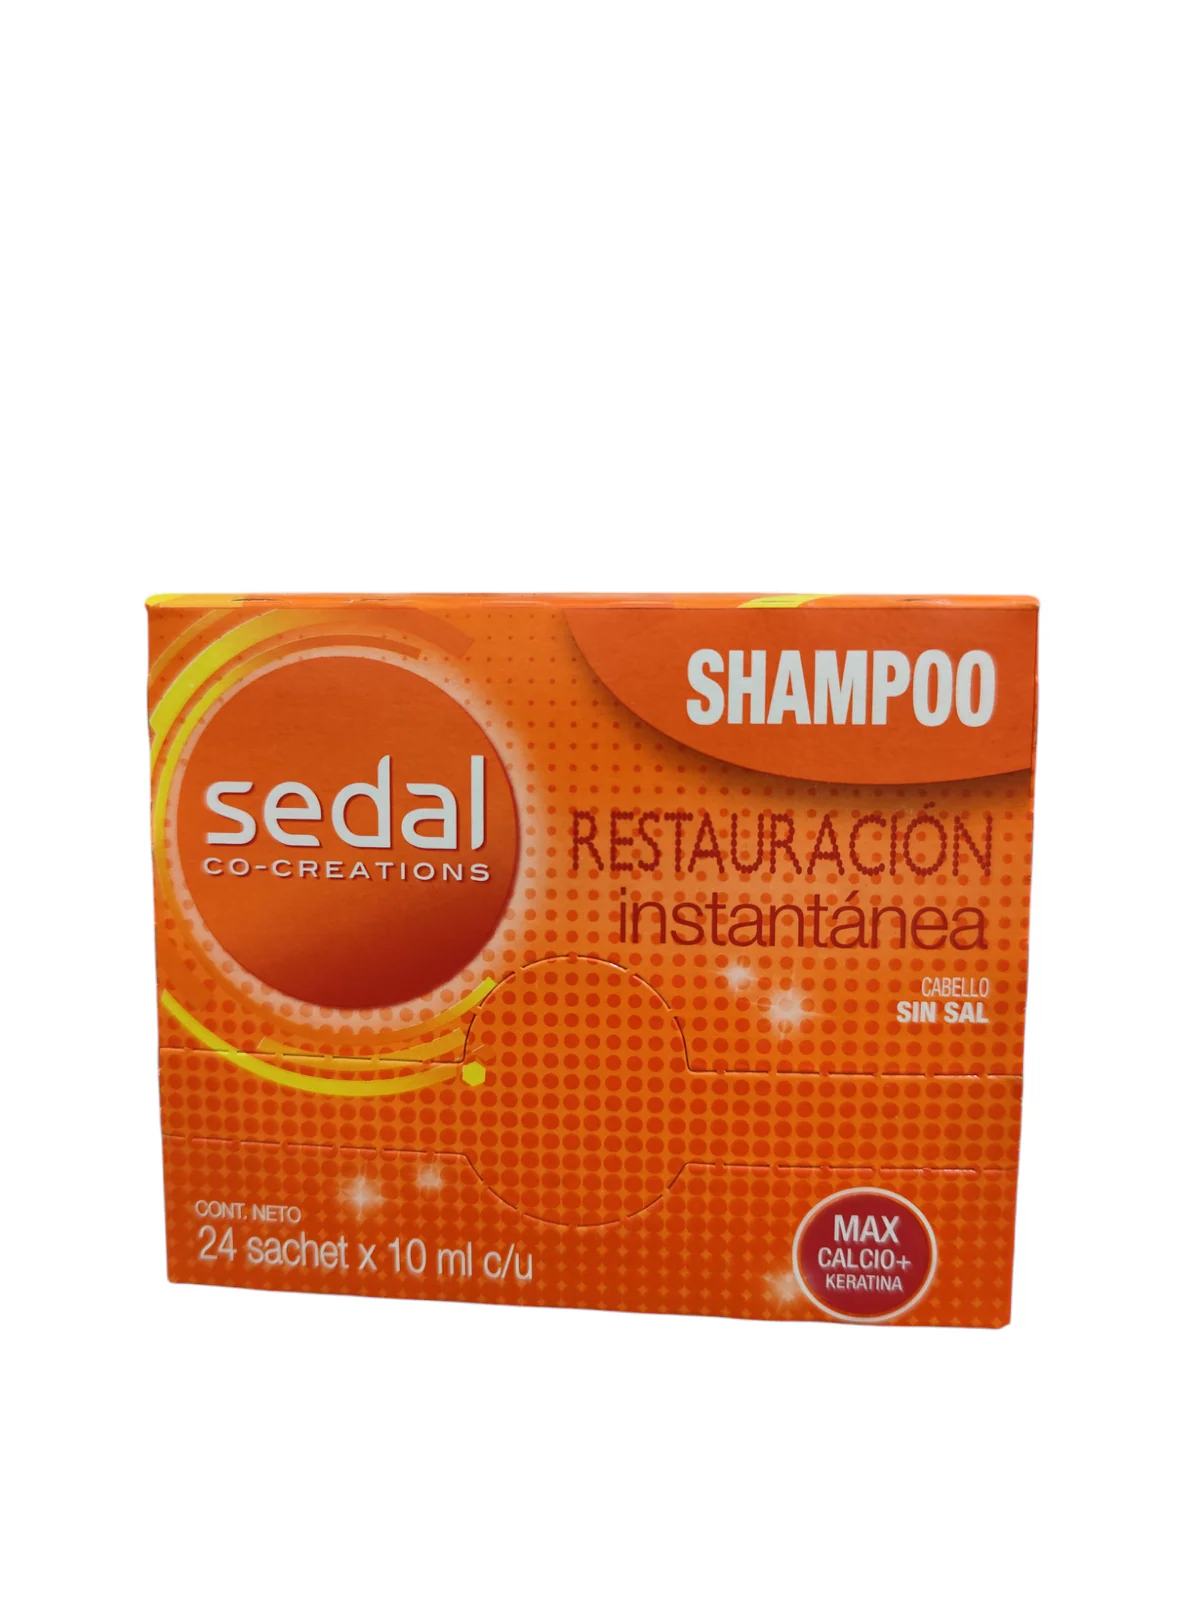 SHAMPOO
sedal
CO-CREATIONS
RESTAURACIÓN
instantánea
CABELLO
SIN SAL
CONT. NETO
24 sachet x 10 ml c/u
MAX
CALCIO+
KERATINA